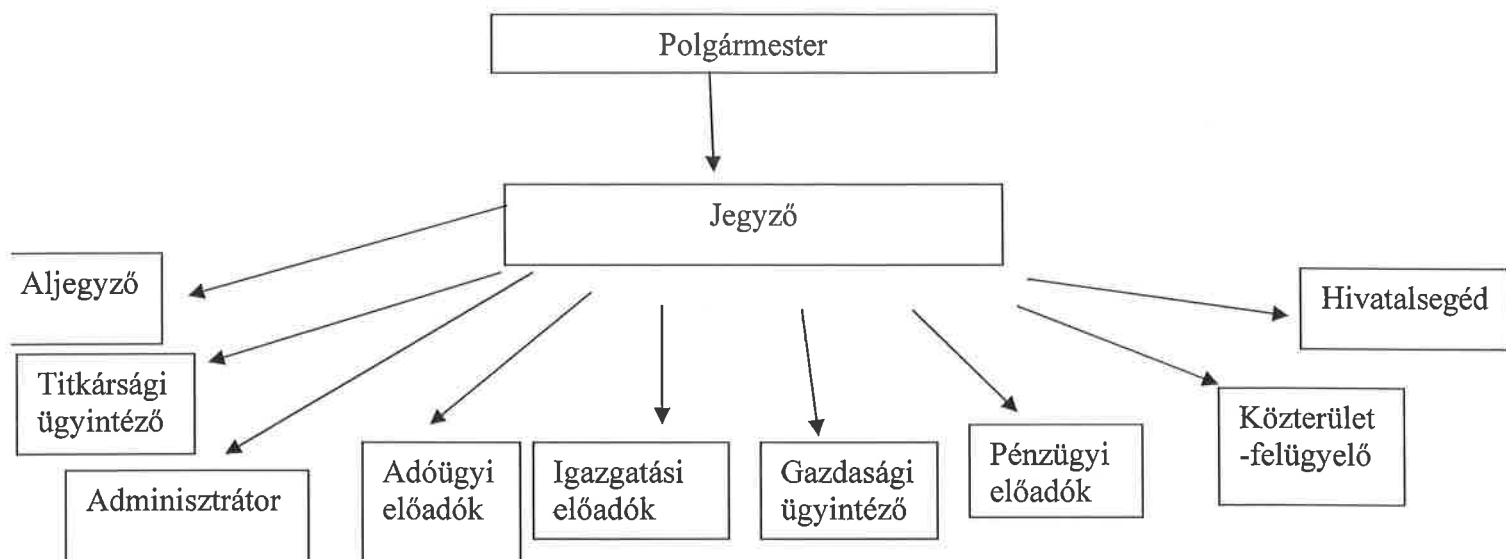 Polgármester
Jegyző
Aljegyző
Titkársági
ügyintéző
Adminisztrátor
Adóügyi
előadók
Igazgatási
előadók
Gazdasági
ügyintéző
Pénzügyi
előadók
Közterület
-felügyelő
Hivatalsegéd